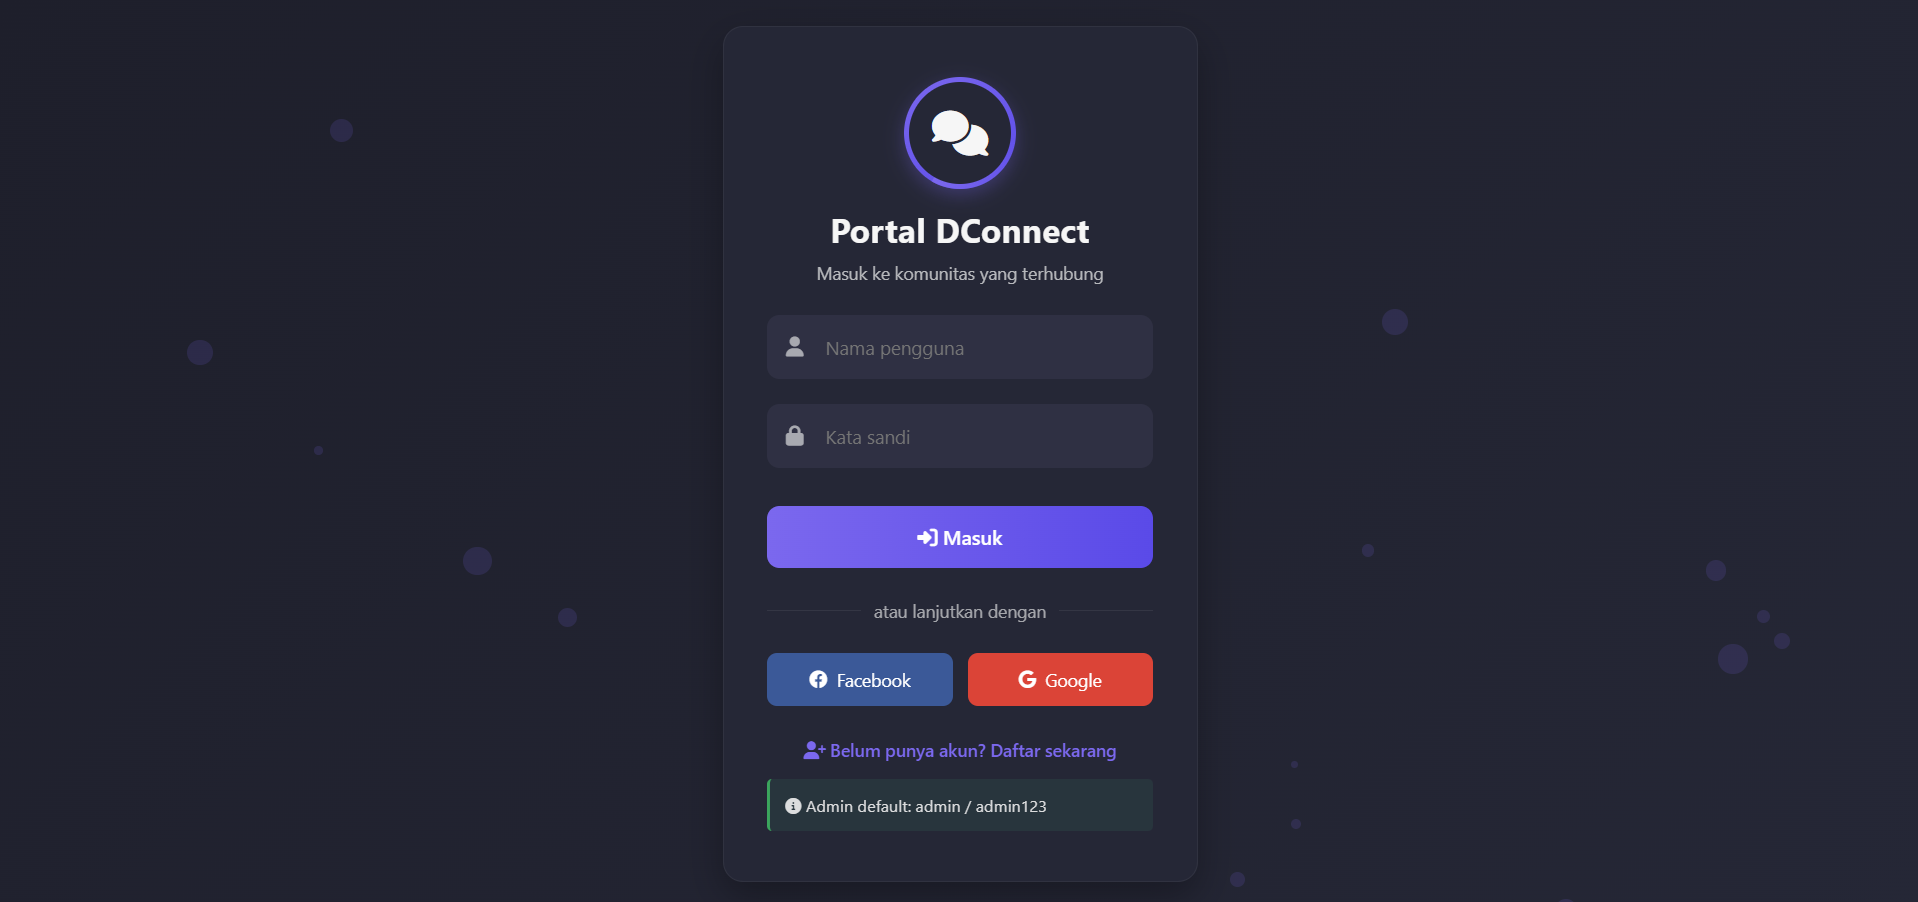 Portal DConnect
Masuk ke komunitas yang terhubung
Nama pengguna
Kata sandi
Masuk
atau lanjutkan dengan
Facebook
Google
Belum punya akun? Daftar sekarang
Admin default: admin / admin123